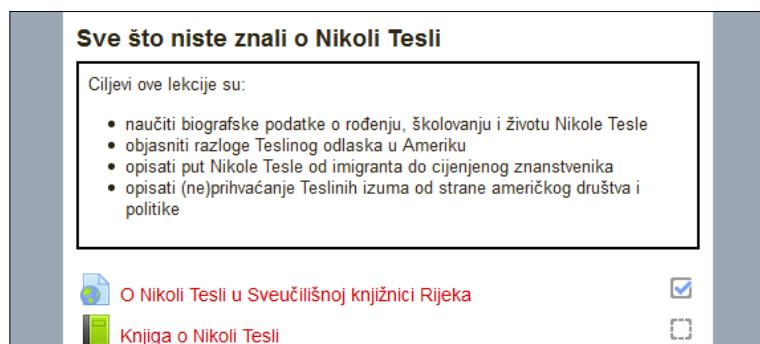 Sve što niste znali o Nikoli Tesli
Ciljevi ove lekcije su:
naučiti biografske podatke o rođenju, školovanju i životu Nikole Tesle
objasniti razloge Teslinog odlaska u Ameriku
opisati put Nikole Tesle od imigranta do cijenjenog znanstvenika
opisati (ne)prihvaćanje Teslinih izuma od strane američkog društva i
politike
O Nikoli Tesli u Sveučilišnoj knjižnici Rijeka
Knjiga o Nikoli Tesli